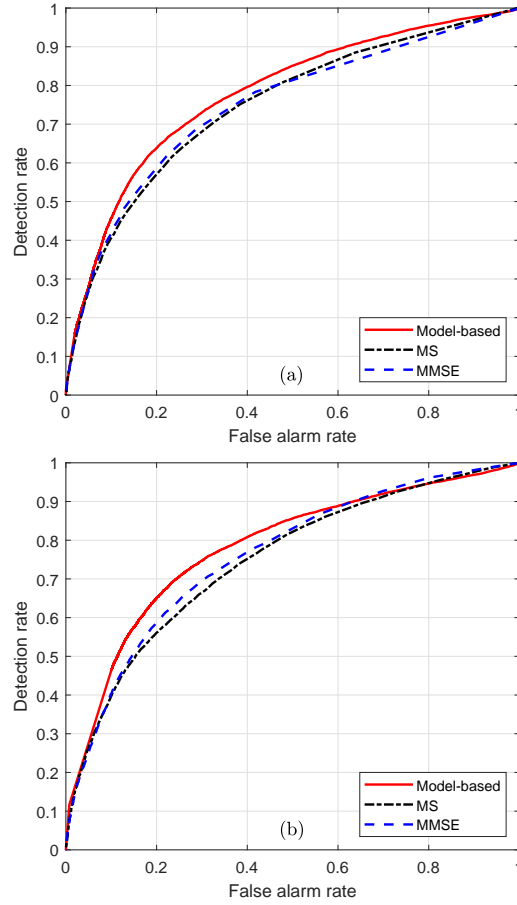 1
0.9
0.8
0.7
0.6
0.5
0.4
0.3
0.2
0.1
0
Detection rate
Model-based
MS
MMSE
(a)
0 0.2 0.4 0.6 0.8 1
False alarm rate
1
0.9
0.8
0.7
0.6
0.5
0.4
0.3
0.2
0.1
0
Detection rate
Model-based
MS
MMSE
(b)
0 0.2 0.4 0.6 0.8 1
False alarm rate